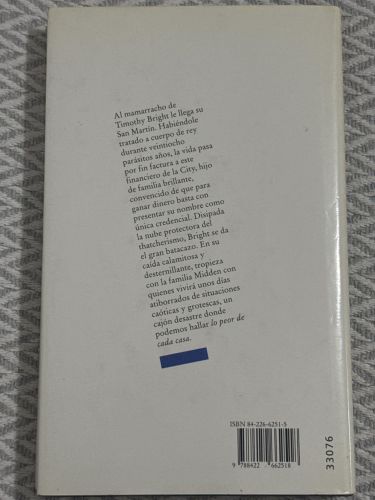 Al mamarracho de
Timothy Bright le llega su
San Martín. Habiéndole
tratado a cuerpo de rey
durante veintiocho
parásitos años, la vida pasa
por fin factura a este
financiero de la City, hijo
de familia brillante,
convencido de que para
ganar dinero basta con
presentar su nombre como
única credencial. Disipada
la nube protectora del
thatcherismo, Bright se da
el gran batacazo. En su
caída calamitosa y
desternillante, tropieza
con la familia Midden con
quienes vivirá unos días
atiborrados de situaciones
caóticas y grotescas, un
cajón desastre donde
podemos hallar lo peor de
cada casa.
ISBN 84-226-6251-5
9 788422 662518
33076